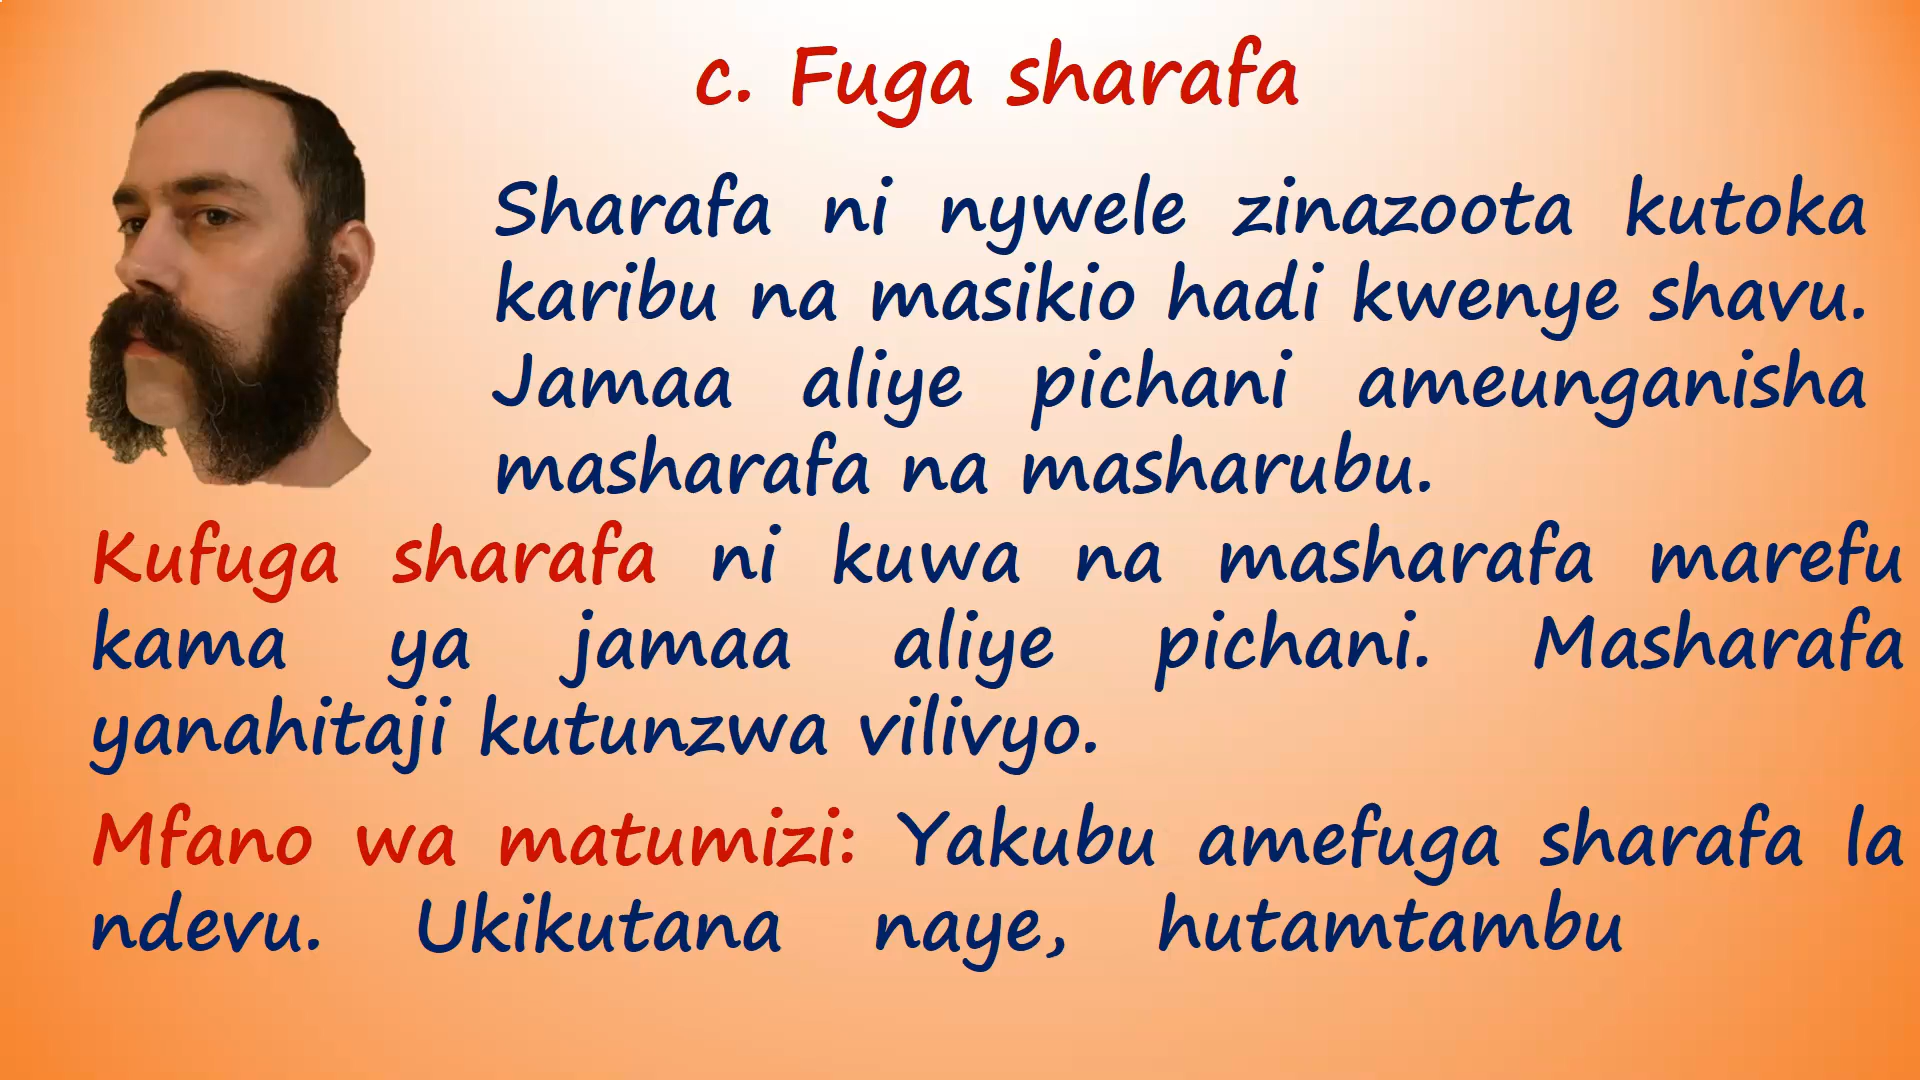 c. Fuga sharafa
Sharafa ni nywele zinazoota kutoka
karibu na masikio hadi kwenye shavu.
Jamaa aliye pichani ameunganisha
masharafa na masharubu.
Kufuga sharafa ni kuwa na masharafa marefu
kama ya jamaa aliye pichani. Masharafa
yanahitaji kutunzwa vilivyo.
Mfano wa matumizi: Yakubu amefuga sharafa la
ndevu. Ukikutana naye, hutamtambu